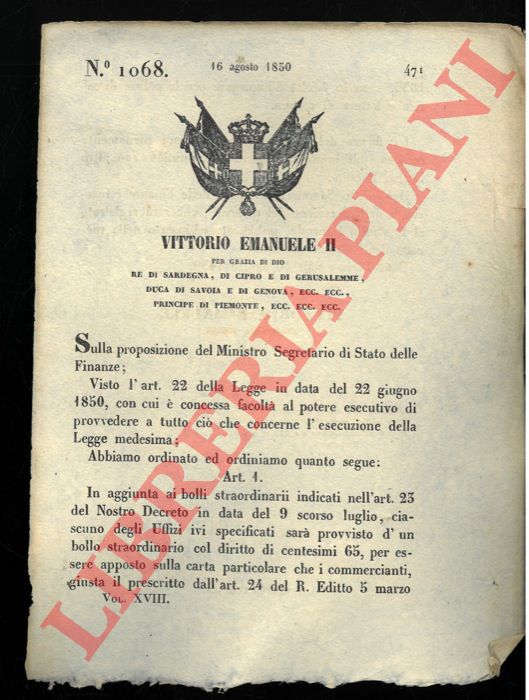 N.º 1068.
16 agosto 1850
471
VITTORIO EMANUELE II
PER GRAZIA DI DIO
RE DI SARDEGNA, DI CIPRO E DI GERUSALEMME,
DUCA DI SAVOIA E DI GENOVA, ECC. ECC.,
PRINCIPE DI PIEMONTE, ECC. ECC. ECC.
Sulla proposizione del Ministro Segretario di Stato delle
Finanze;
Visto l'art. 22 della Legge in data del 22 giugno
1850, con cui è concessa facoltà al potere esecutivo di
provvedere a tutto ciò che concerne l'esecuzione della
Legge medesima;
Abbiamo ordinato ed ordiniamo quanto segue:
Art. 1.
In aggiunta ai bolli straordinarii indicati nell'art. 23
del Nostro Decreto in data del 9 scorso luglio, cia-
scuno degli Uffizi ivi specificati sarà provvisto d'un
bollo straordinario col diritto di centesimi 65, per es-
sere apposto sulla carta particolare che i commercianti,
giusta il prescritto dall'art. 24 del R. Editto 5 marzo
VOL. XVIII.
LIBRERIA PIANI